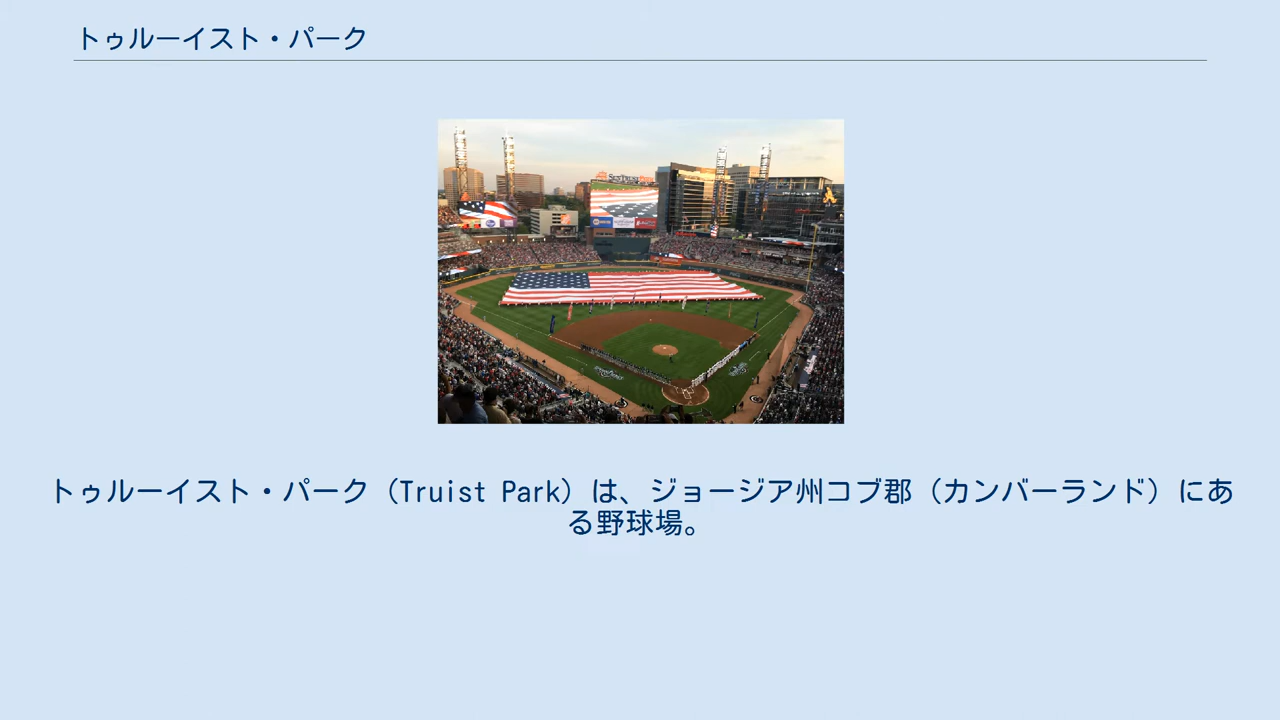 トゥルーイスト・パーク
トゥルーイスト・パーク（Truist Park）は、ジョージア州コブ郡（カンバーランド）にあ
る野球場。